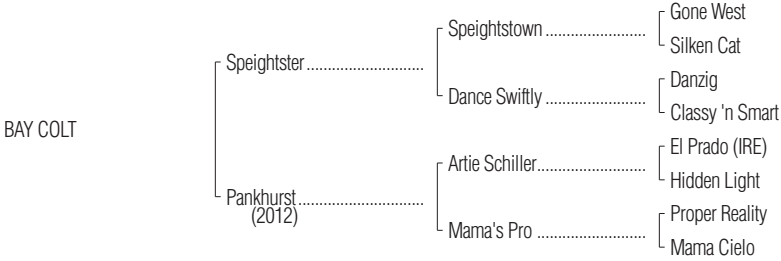 Gone West
Speightstown ........................
Silken Cat
Speightster ............................
Danzig
Dance Swiftly ........................
Classy 'n Smart
BAY COLT
El Prado (IRE)
Artie Schiller..........................
Hidden Light
Pankhurst..............................
(2012)
Proper Reality
Mama's Pro ..........................
Mama Cielo